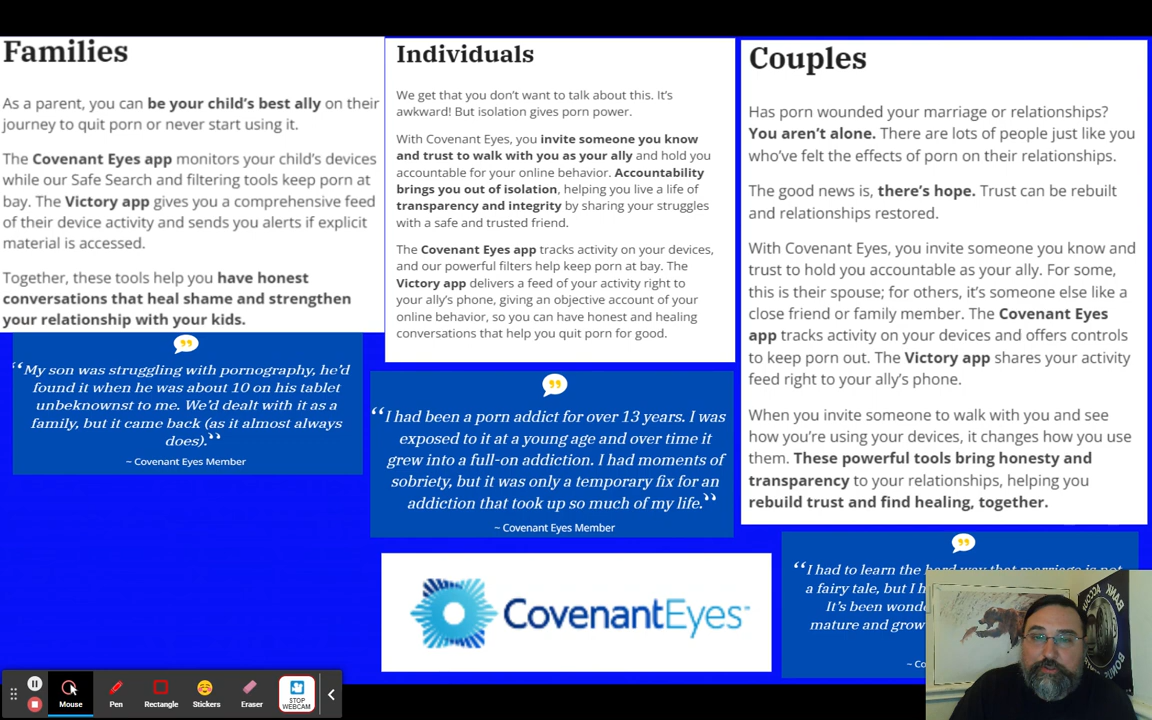 Families
As a parent, you can be your child's best ally on their
journey to quit porn or never start using it.
The Covenant Eyes app monitors your child's devices
while our Safe Search and filtering tools keep porn at
bay. The Victory app gives you a comprehensive feed
of their device activity and sends you alerts if explicit
material is accessed.
Together, these tools help you have honest
conversations that heal shame and strengthen
your relationship with your kids.
“My son was struggling with pornography, he'd
found it when he was about 10 on his tablet
unbeknownst to me. We'd dealt with it as a
family, but it came back (as it almost always
does).”
~ Covenant Eyes Member
Individuals
We get that you don't want to talk about this. It's
awkward! But isolation gives porn power.
With Covenant Eyes, you invite someone you know
and trust to walk with you as your ally and hold you
accountable for your online behavior. Accountability
brings you out of isolation, helping you live a life of
transparency and integrity by sharing your struggles
with a safe and trusted friend.
The Covenant Eyes app tracks activity on your devices,
and our powerful filters help keep porn at bay. The
Victory app delivers a feed of your activity right to
your ally's phone, giving an objective account of your
online behavior, so you can have honest and healing
conversations that help you quit porn for good.
“I had been a porn addict for over 13 years. I was
exposed to it at a young age and over time it
grew into a full-on addiction. I had moments of
sobriety, but it was only a temporary fix for an
addiction that took up so much of my life.”
~ Covenant Eyes Member
CovenantEyes
Couples
Has porn wounded your marriage or relationships?
You aren't alone. There are lots of people just like you
who've felt the effects of porn on their relationships.
The good news is, there's hope. Trust can be rebuilt
and relationships restored.
With Covenant Eyes, you invite someone you know and
trust to hold you accountable as your ally. For some,
this is their spouse; for others, it's someone else like a
close friend or family member. The Covenant Eyes
app tracks activity on your devices and offers controls
to keep porn out. The Victory app shares your activity
feed right to your ally's phone.
When you invite someone to walk with you and see
how you're using your devices, it changes how you use
them. These powerful tools bring honesty and
transparency to your relationships, helping you
rebuild trust and find healing, together.
“I had to learn the hard way that marriage is not
a fairy tale, but I
It's been
mature and grow
Mouse
Pen
Rectangle
Stickers
Eraser
STOP
WEBCAM
BANK